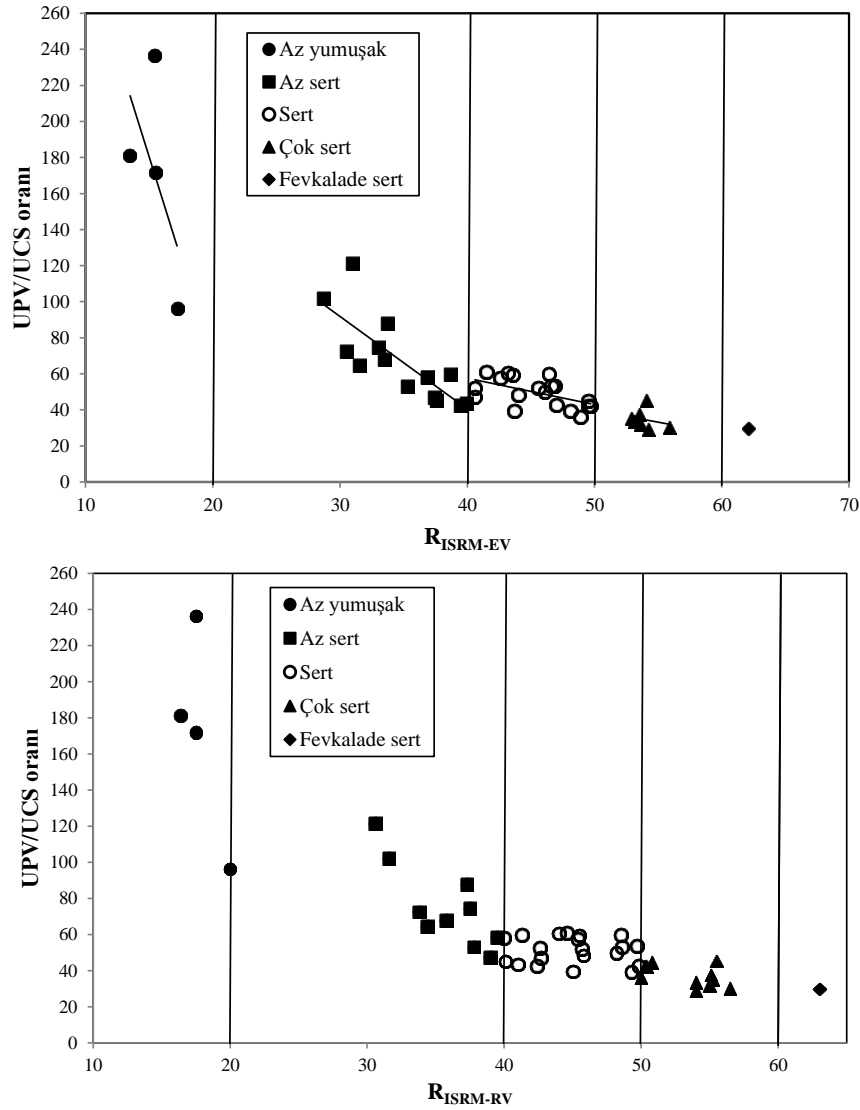 260
240
220
200
180
160
140
120
100
80
60
40
20
0
UPV/UCS oranı
Az yumuşak
Az sert
Sert
Çok sert
Fevkalade sert
10 20 30 40 50 60 70
R_ISRM-EV
260
240
220
200
180
160
140
120
100
80
60
40
20
0
UPV/UCS oranı
Az yumuşak
Az sert
Sert
Çok sert
Fevkalade sert
10 20 30 40 50 60
R_ISRM-RV